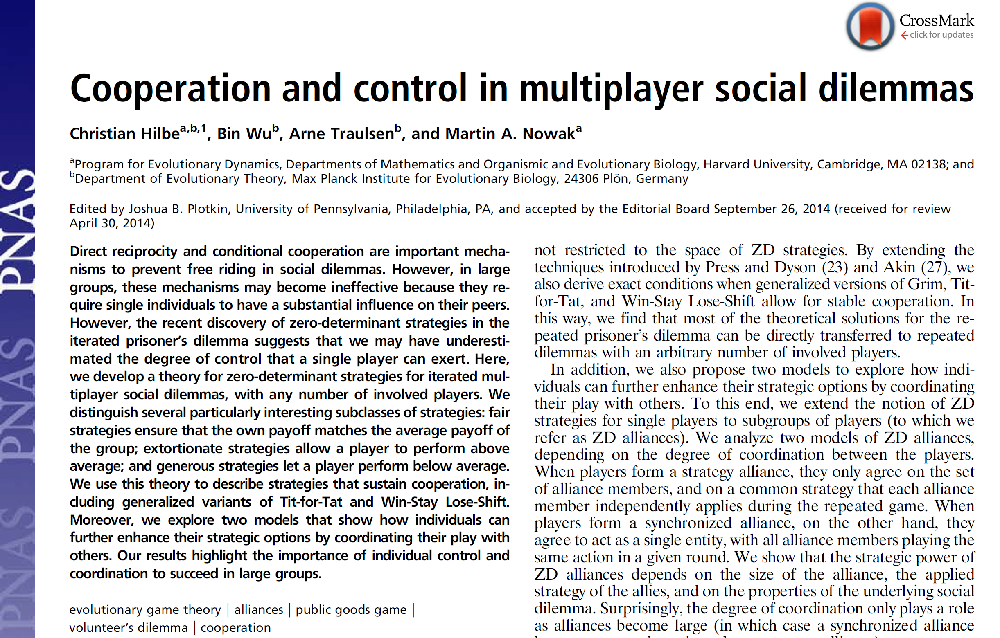 CrossMark
click for updates
Cooperation and control in multiplayer social dilemmas
Christian Hilbea,b,1, Bin Wub, Arne Traulsenb, and Martin A. Nowaka
aProgram for Evolutionary Dynamics, Departments of Mathematics and Organismic and Evolutionary Biology, Harvard University, Cambridge, MA 02138; and
bDepartment of Evolutionary Theory, Max Planck Institute for Evolutionary Biology, 24306 Plön, Germany
Edited by Joshua B. Plotkin, University of Pennsylvania, Philadelphia, PA, and accepted by the Editorial Board September 26, 2014 (received for review
April 30, 2014)
Direct reciprocity and conditional cooperation are important mecha-
nisms to prevent free riding in social dilemmas. However, in large
groups, these mechanisms may become ineffective because they re-
quire single individuals to have a substantial influence on their peers.
However, the recent discovery of zero-determinant strategies in the
iterated prisoner's dilemma suggests that we may have underesti-
mated the degree of control that a single player can exert. Here,
we develop a theory for zero-determinant strategies for iterated mul-
tiplayer social dilemmas, with any number of involved players. We
distinguish several particularly interesting subclasses of strategies: fair
strategies ensure that the own payoff matches the average payoff of
the group; extortionate strategies allow a player to perform above
average; and generous strategies let a player perform below average.
We use this theory to describe strategies that sustain cooperation, in-
cluding generalized variants of Tit-for-Tat and Win-Stay Lose-Shift.
Moreover, we explore two models that show how individuals can
further enhance their strategic options by coordinating their play with
others. Our results highlight the importance of individual control and
coordination to succeed in large groups.
evolutionary game theory | alliances | public goods game |
volunteer's dilemma | cooperation
not restricted to the space of ZD strategies. By extending the
techniques introduced by Press and Dyson (23) and Akin (27), we
also derive exact conditions when generalized versions of Grim, Tit-
for-Tat, and Win-Stay Lose-Shift allow for stable cooperation. In
this way, we find that most of the theoretical solutions for the re-
peated prisoner's dilemma can be directly transferred to repeated
dilemmas with an arbitrary number of involved players.
In addition, we also propose two models to explore how indi-
viduals can further enhance their strategic options by coordinating
their play with others. To this end, we extend the notion of ZD
strategies for single players to subgroups of players (to which we
refer as ZD alliances). We analyze two models of ZD alliances,
depending on the degree of coordination between the players.
When players form a strategy alliance, they only agree on the set
of alliance members, and on a common strategy that each alliance
member independently applies during the repeated game. When
players form a synchronized alliance, on the other hand, they
agree to act as a single entity, with all alliance members playing the
same action in a given round. We show that the strategic power of
ZD alliances depends on the size of the alliance, the applied
strategy of the allies, and on the properties of the underlying social
dilemma. Surprisingly, the degree of coordination only plays a role
as alliances become large (in which case a synchronized alliance
PNAS
PNAS
PNAS